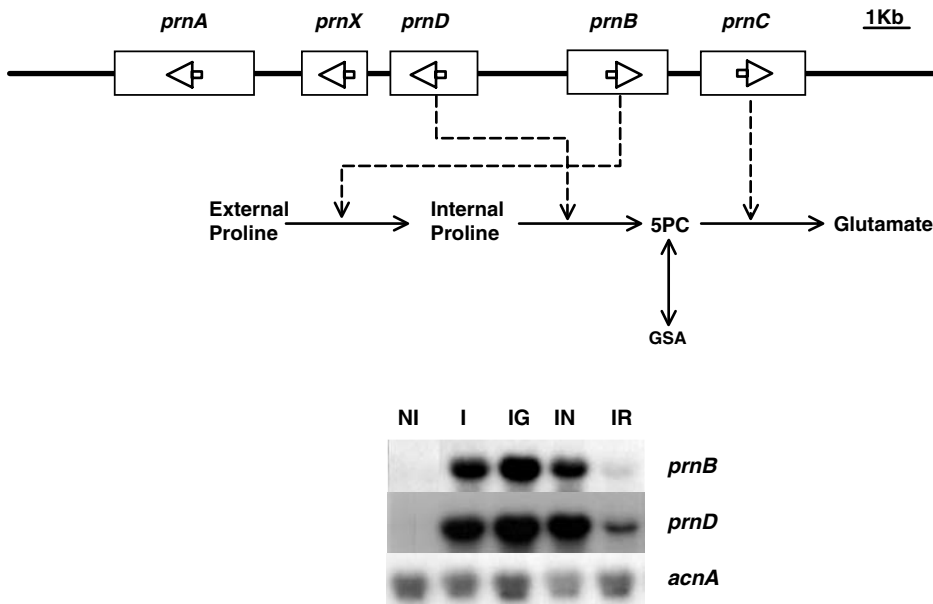 prnA prnX prnD prnB prnC 1Kb
External Proline
Internal Proline
5PC
Glutamate
GSA
NI I IG IN IR
prnB
prnD
acnA